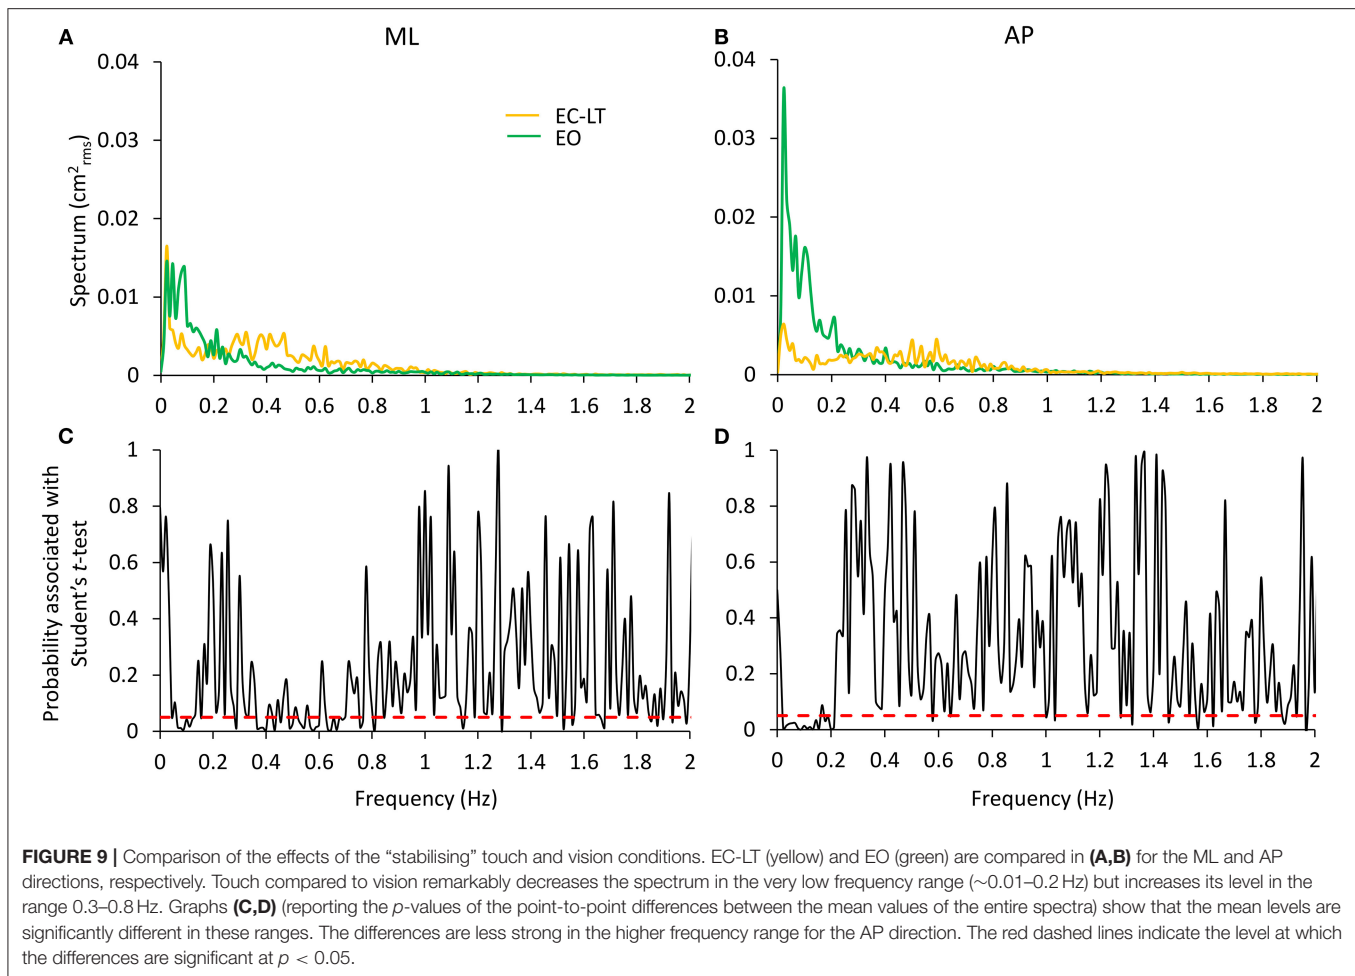 A
ML
B
AP
0.04
0.03
0.02
0.01
0
Spectrum (cm²rms)
EC-LT
EO
0 0.2 0.4 0.6 0.8 1 1.2 1.4 1.6 1.8 2
0.04
0.03
0.02
0.01
0
0 0.2 0.4 0.6 0.8 1 1.2 1.4 1.6 1.8 2
C
1
0.8
0.6
0.4
0.2
0
Probability associated with
Student's t-test
0 0.2 0.4 0.6 0.8 1 1.2 1.4 1.6 1.8 2
Frequency (Hz)
D
1
0.8
0.6
0.4
0.2
0
0 0.2 0.4 0.6 0.8 1 1.2 1.4 1.6 1.8 2
Frequency (Hz)
FIGURE 9 | Comparison of the effects of the “stabilising” touch and vision conditions. EC-LT (yellow) and EO (green) are compared in (A,B) for the ML and AP
directions, respectively. Touch compared to vision remarkably decreases the spectrum in the very low frequency range (∼0.01–0.2 Hz) but increases its level in the
range 0.3–0.8 Hz. Graphs (C,D) (reporting the p-values of the point-to-point differences between the mean values of the entire spectra) show that the mean levels are
significantly different in these ranges. The differences are less strong in the higher frequency range for the AP direction. The red dashed lines indicate the level at which
the differences are significant at p < 0.05.